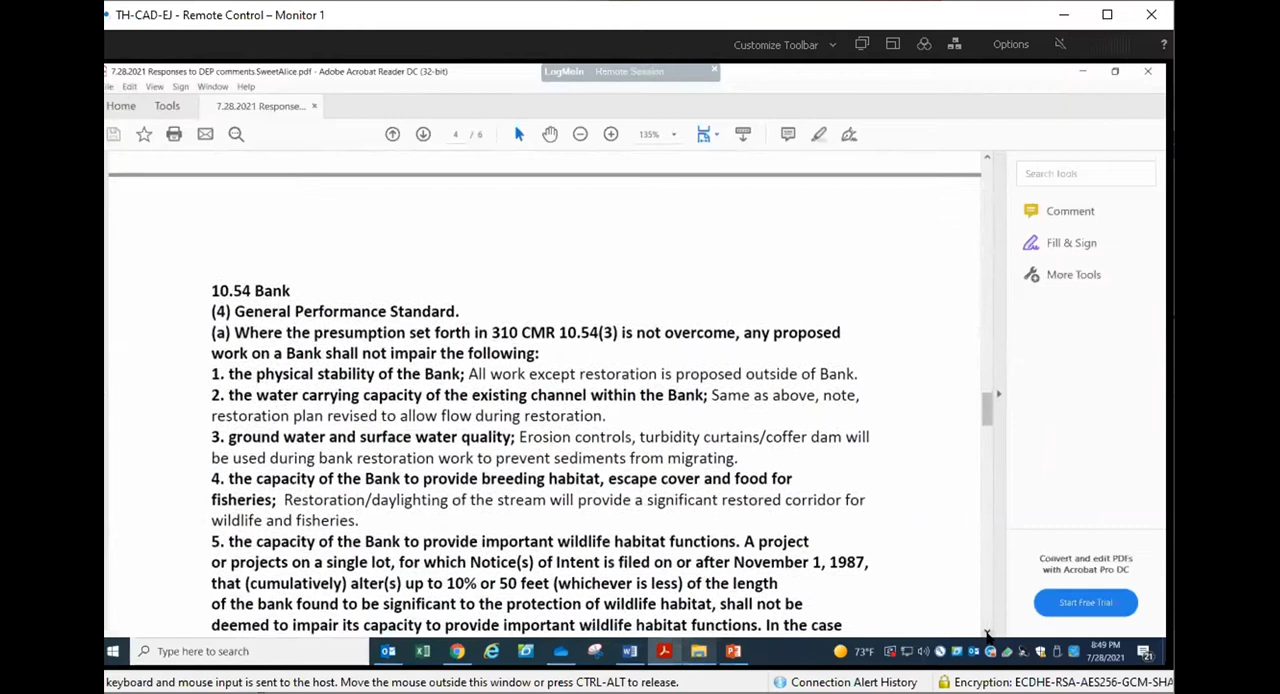 TH-CAD-EJ - Remote Control – Monitor 1
Customize Toolbar Options ?
7.28.2021 Responses to DEP comments.SweetAlice.pdf - Adobe Acrobat Reader DC (32-bit)
LogMeIn Remote Session
Edit View Sign Window Help
Home Tools 7.28.2021 Response... ×
4 / 6 135%
Search Tools
Comment
Fill & Sign
More Tools
10.54 Bank
(4) General Performance Standard.
(a) Where the presumption set forth in 310 CMR 10.54(3) is not overcome, any proposed
work on a Bank shall not impair the following:
1. the physical stability of the Bank; All work except restoration is proposed outside of Bank.
2. the water carrying capacity of the existing channel within the Bank; Same as above, note,
restoration plan revised to allow flow during restoration.
3. ground water and surface water quality; Erosion controls, turbidity curtains/coffer dam will
be used during bank restoration work to prevent sediments from migrating.
4. the capacity of the Bank to provide breeding habitat, escape cover and food for
fisheries; Restoration/daylighting of the stream will provide a significant restored corridor for
wildlife and fisheries.
5. the capacity of the Bank to provide important wildlife habitat functions. A project
or projects on a single lot, for which Notice(s) of Intent is filed on or after November 1, 1987,
that (cumulatively) alter(s) up to 10% or 50 feet (whichever is less) of the length
of the bank found to be significant to the protection of wildlife habitat, shall not be
deemed to impair its capacity to provide important wildlife habitat functions. In the case
Convert and edit PDFs
with Acrobat Pro DC
Start Free Trial
Type here to search
73°F
8:49 PM
7/28/2021
21
keyboard and mouse input is sent to the host. Move the mouse outside this window or press CTRL-ALT to release.
Connection Alert History
Encryption: ECDHE-RSA-AES256-GCM-SHA